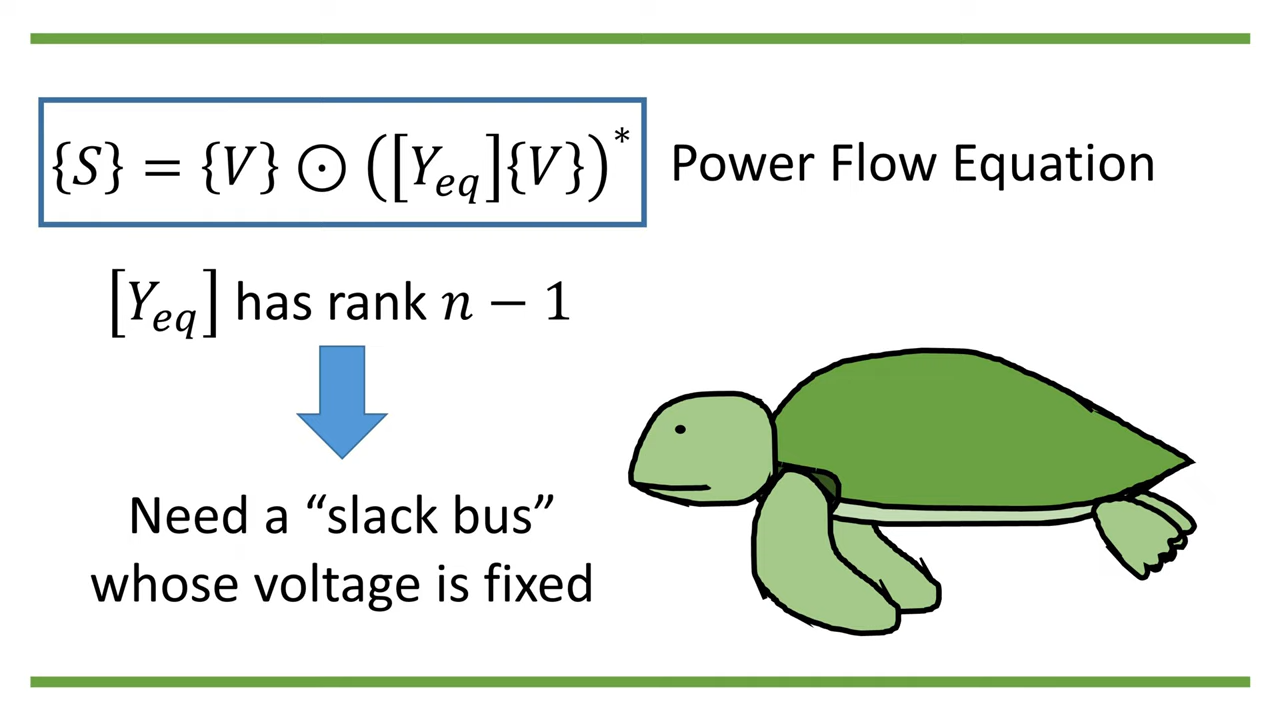 {S} = {V} ⊙ ([Y_eq]{V})^* Power Flow Equation
[Y_eq] has rank n − 1
Need a “slack bus”
whose voltage is fixed